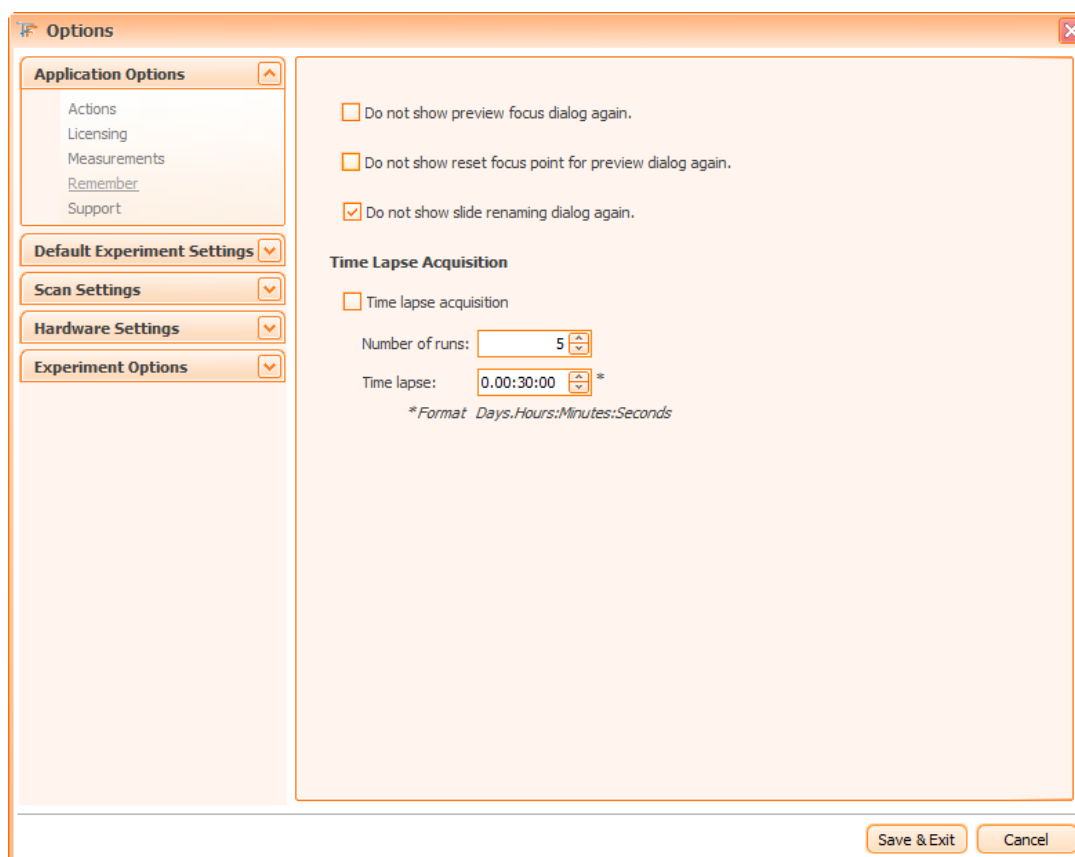 Options
Application Options
Actions
Licensing
Measurements
Remember
Support
Default Experiment Settings
Scan Settings
Hardware Settings
Experiment Options
Do not show preview focus dialog again.
Do not show reset focus point for preview dialog again.
Do not show slide renaming dialog again.
Time Lapse Acquisition
Time lapse acquisition
Number of runs: 5
Time lapse: 0.00:30:00 *
*Format Days.Hours:Minutes:Seconds
Save & Exit Cancel